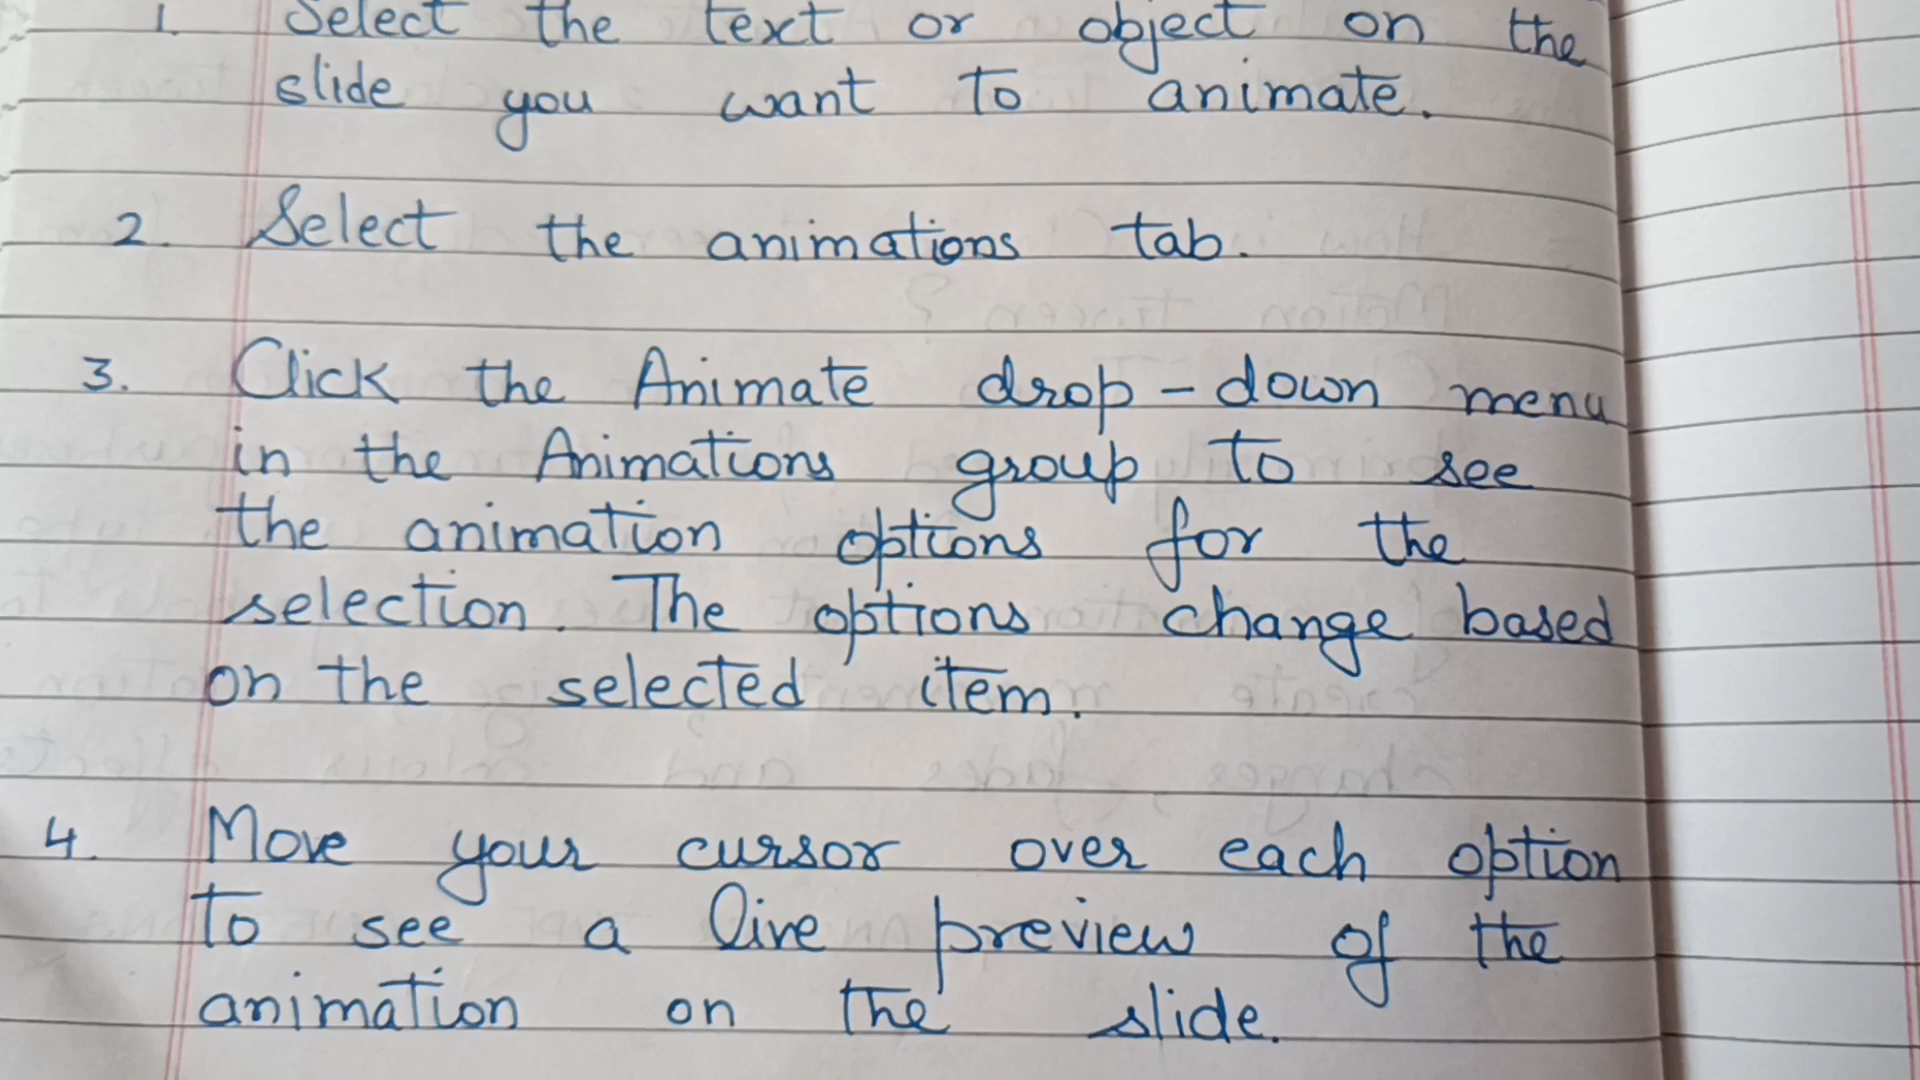 1. Select the text or object on the
slide you want to animate.
2. Select the animations tab.
3. Click the Animate drop-down menu
in the Animations group to see
the animation options for the
selection. The options change based
on the selected item.
4. Move your cursor over each option
to see a live preview of the
animation on the slide.